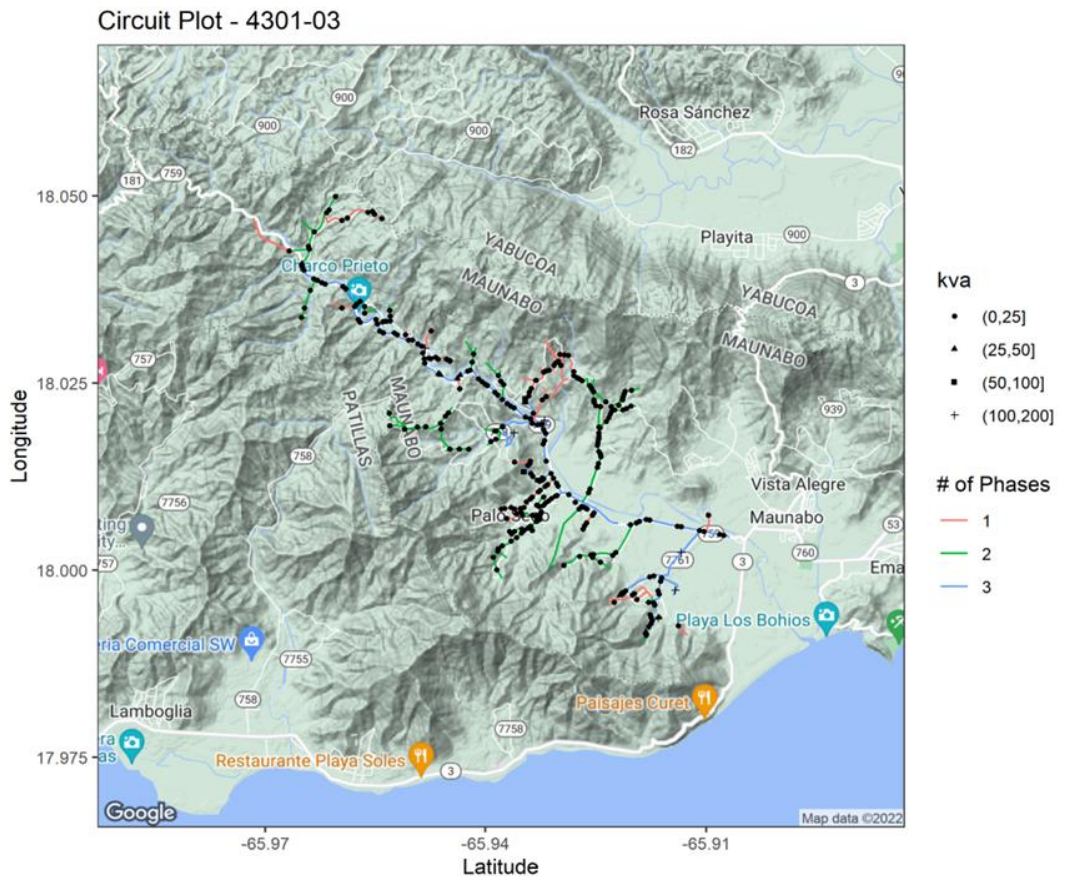 Circuit Plot - 4301-03
Longitude
18.050
18.025
18.000
17.975
900
900
900
Rosa Sánchez
182
181
759
Playita
900
YABUCOA
MAUNABO
Charco Prieto
3
YABUCOA
MAUNABO
757
MAUNABO
PATILLAS
939
758
Vista Alegre
7756
Maunabo
53
757
760
3
7761
Playa Los Bohios
eria Comercial SW
7755
758
Lamboglia
Paisajes Curet
7758
Restaurante Playa Soles
3
Google
Map data ©2022
-65.97
-65.94
-65.91
Latitude
kva
(0,25]
(25,50]
(50,100]
(100,200]
# of Phases
1
2
3